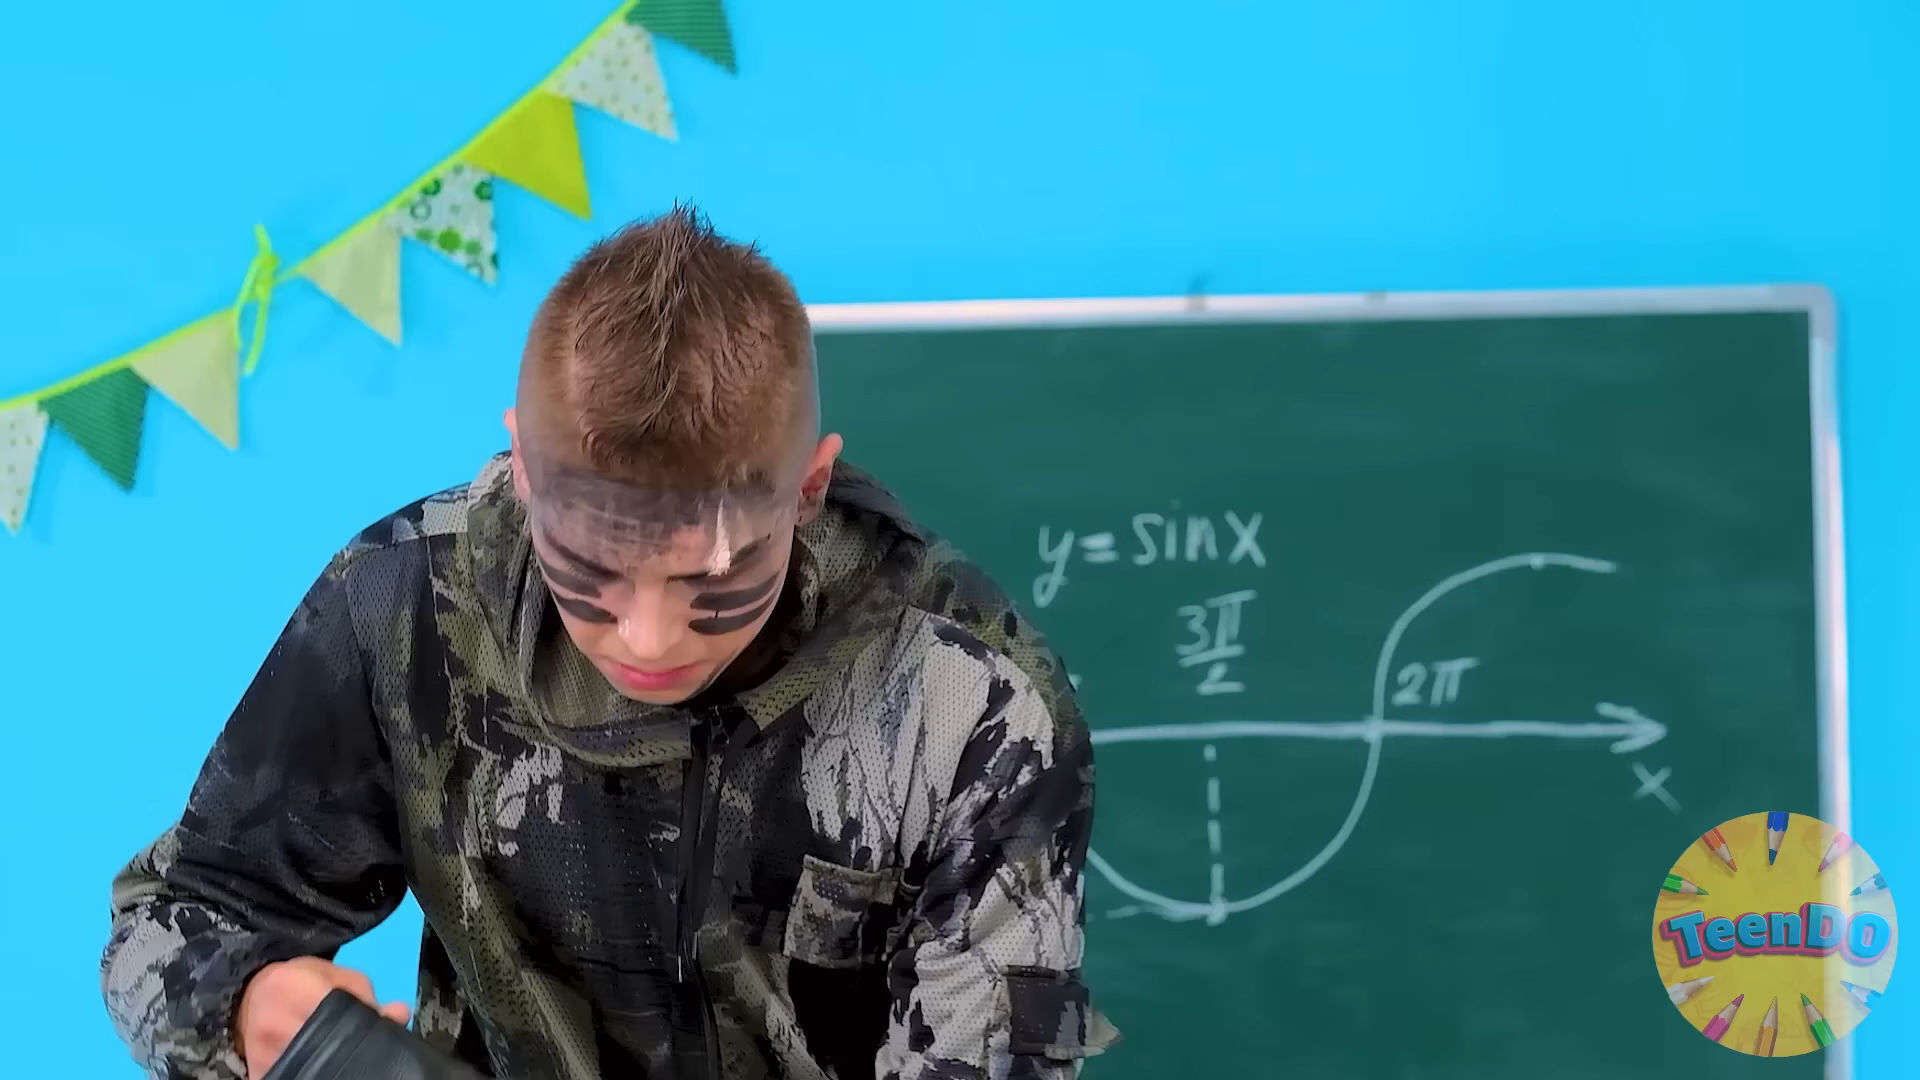 y=sinx
3π
2
2π
x
TeenDO